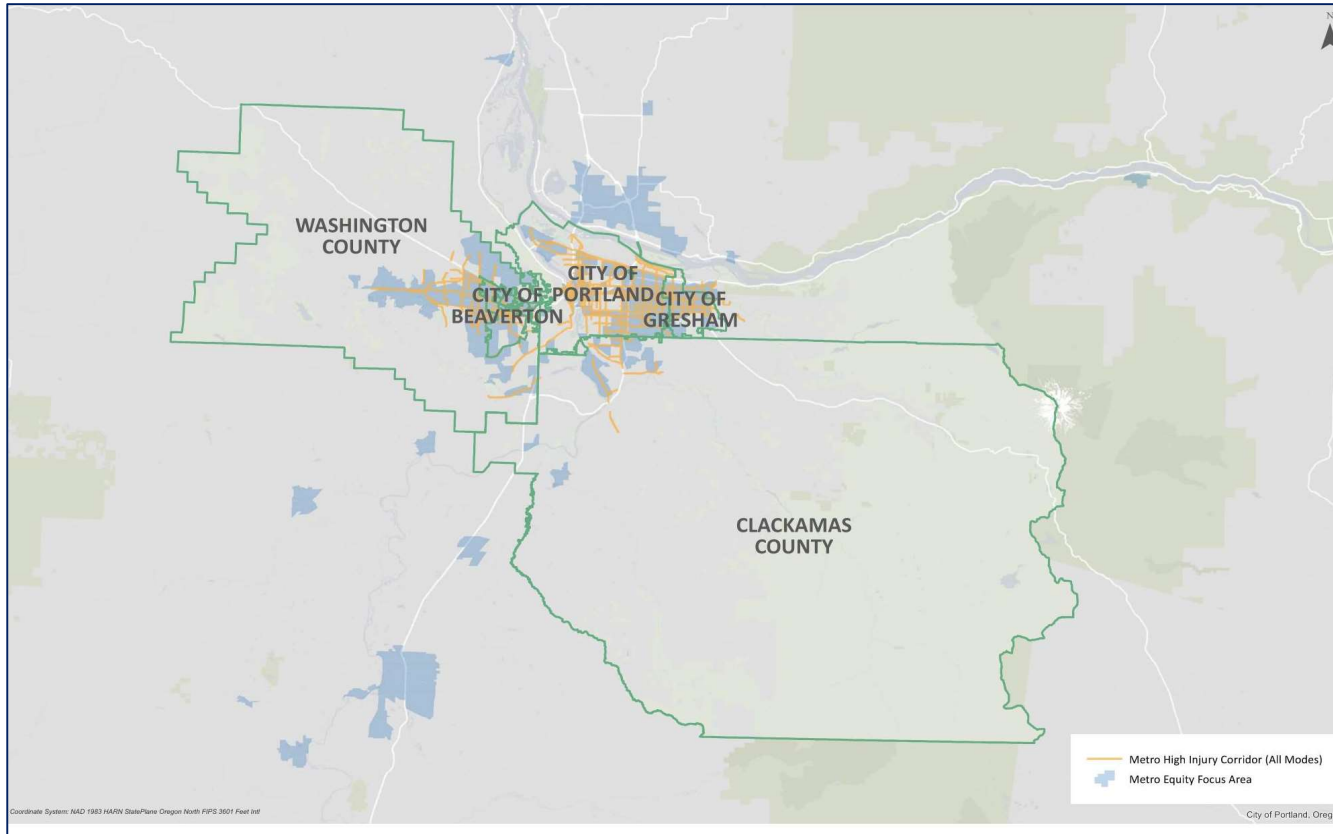 N
WASHINGTON
COUNTY
CITY OF
BEAVERTON
CITY OF
PORTLAND
CITY OF
GRESHAM
CLACKAMAS
COUNTY
Metro High Injury Corridor (All Modes)
Metro Equity Focus Area
Coordinate System: NAD 1983 HARN StatePlane Oregon North FIPS 3601 Feet Intl
City of Portland, Oreg